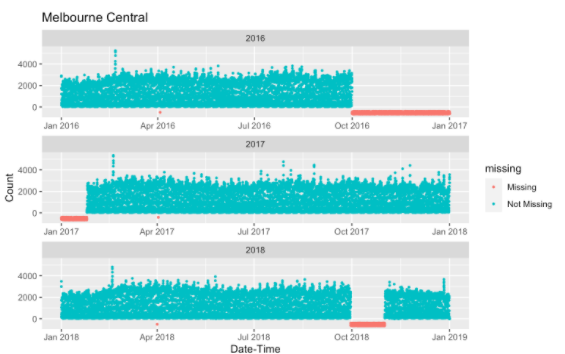 Melbourne Central
2016
4000
2000
0
Jan 2016 Apr 2016 Jul 2016 Oct 2016 Jan 2017
2017
4000
2000
0
Jan 2017 Apr 2017 Jul 2017 Oct 2017 Jan 2018
2018
4000
2000
0
Jan 2018 Apr 2018 Jul 2018 Oct 2018 Jan 2019
Count
Date-Time
missing
Missing
Not Missing